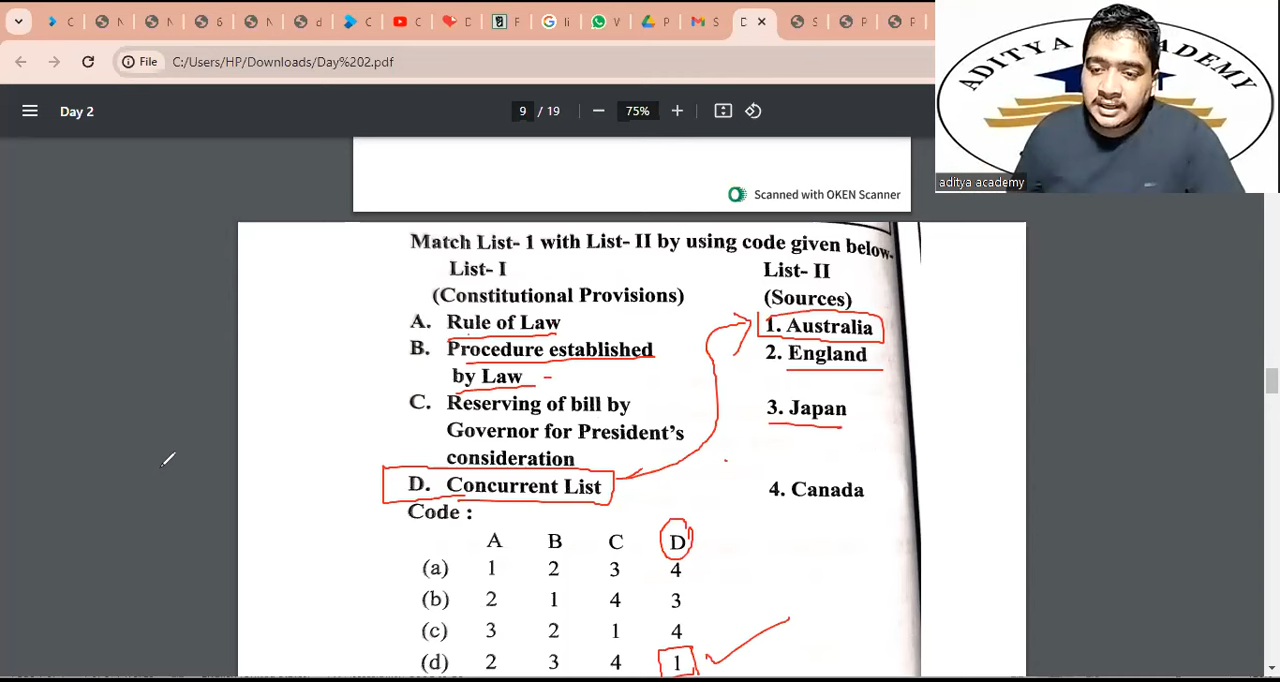 C N N 6 N d C C D F li V P S D S P P
File C:/Users/HP/Downloads/Day%202.pdf
Day 2 9 / 19 75%
ADITYA ACADEMY
aditya academy
Scanned with OKEN Scanner
Match List- 1 with List- II by using code given below-
List- I List- II
(Constitutional Provisions) (Sources)
A. Rule of Law 1. Australia
B. Procedure established 2. England
by Law
C. Reserving of bill by 3. Japan
Governor for President's
consideration
D. Concurrent List 4. Canada
Code :
A B C D
(a) 1 2 3 4
(b) 2 1 4 3
(c) 3 2 1 4
(d) 2 3 4 1